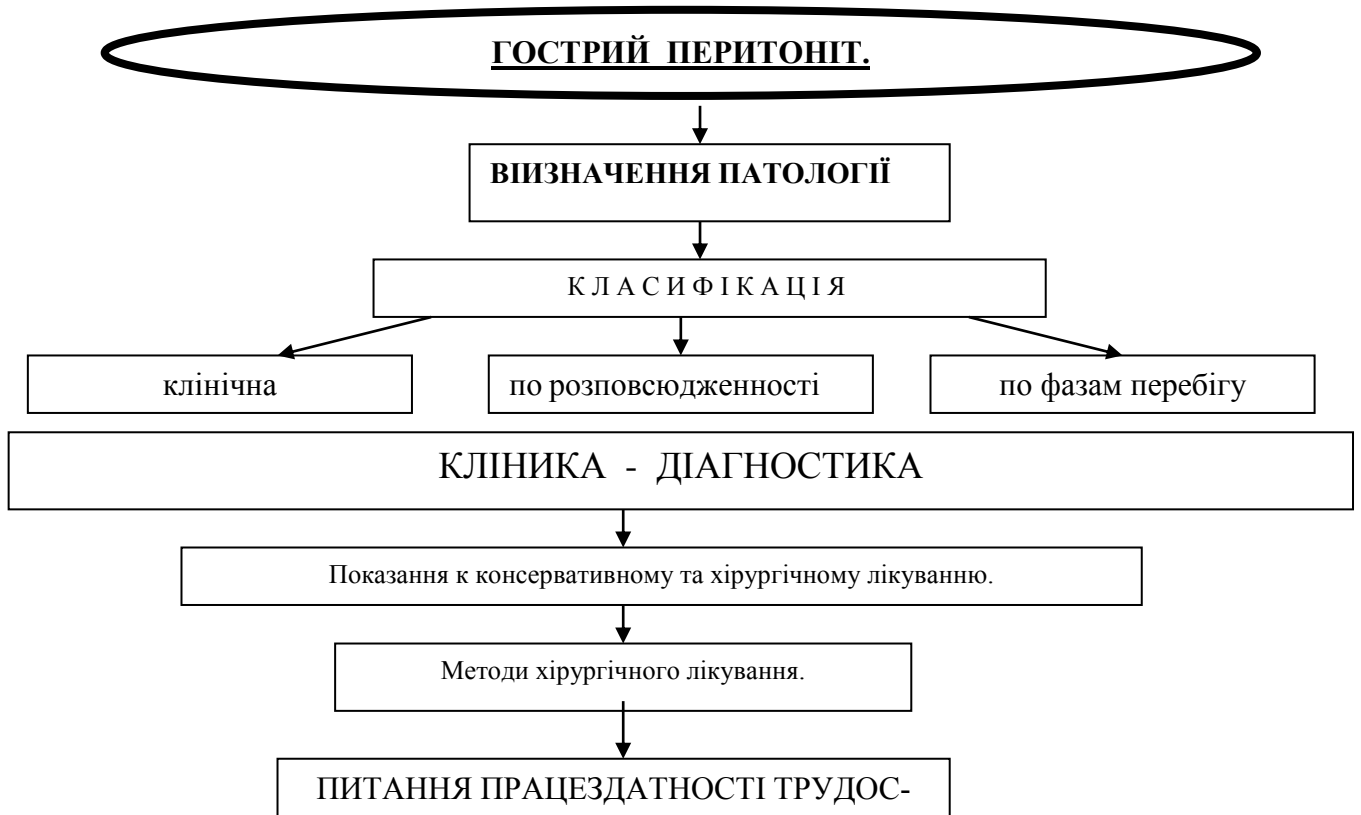 ГОСТРИЙ ПЕРИТОНІТ.
ВІИЗНАЧЕННЯ ПАТОЛОГІЇ
К Л А С И Ф І К А Ц І Я
клінічна
по розповсюдженності
по фазам перебігу
КЛІНИКА - ДІАГНОСТИКА
Показання к консервативному та хірургічному лікуванню.
Методи хірургічного лікування.
ПИТАННЯ ПРАЦЕЗДАТНОСТІ ТРУДОС-